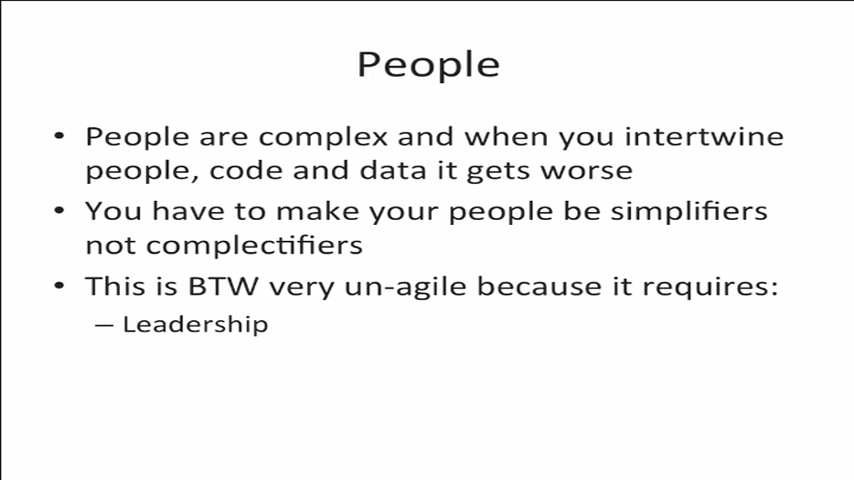 People
• People are complex and when you intertwine
people, code and data it gets worse
• You have to make your people be simplifiers
not complectifiers
• This is BTW very un-agile because it requires:
– Leadership